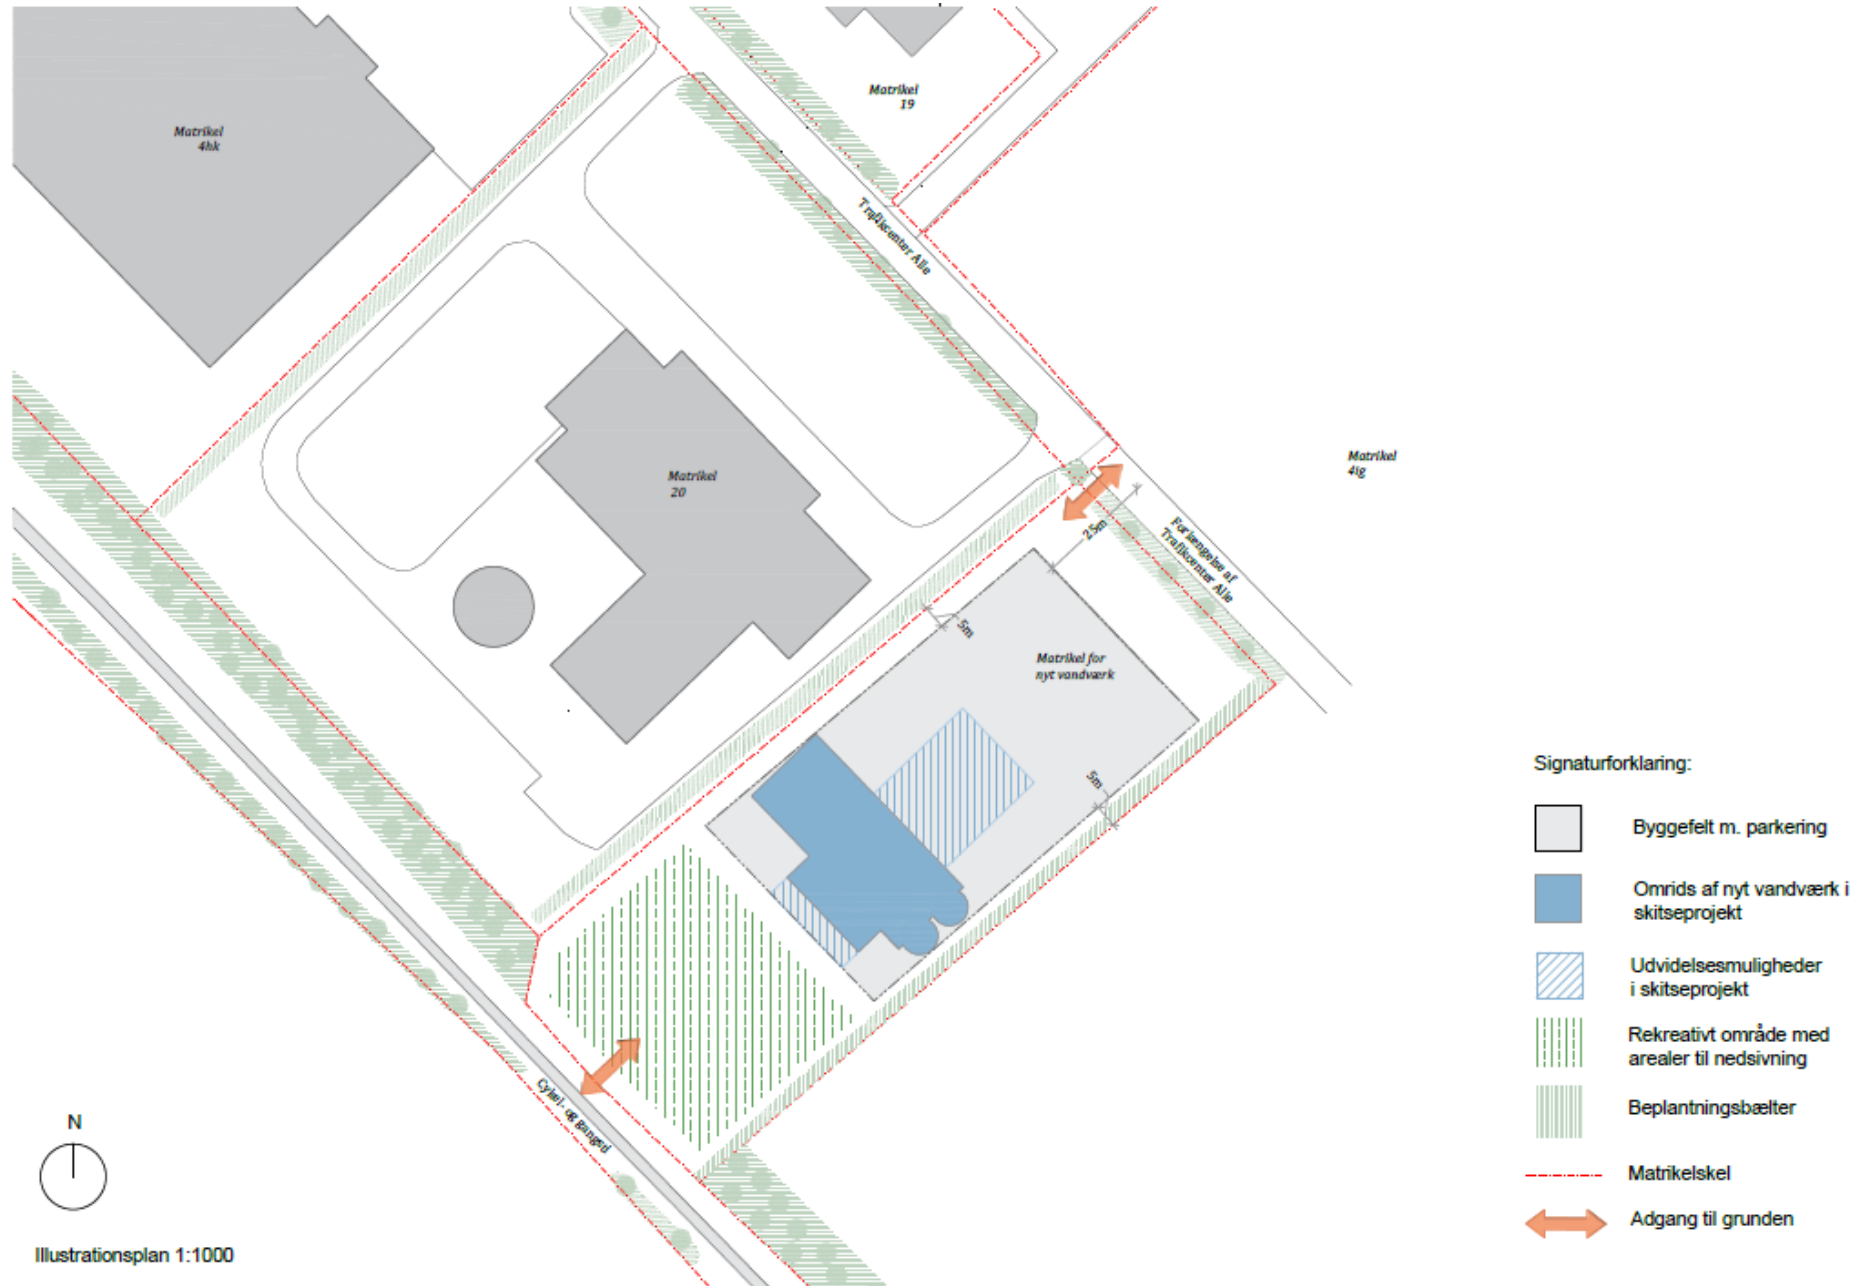 Matrikel
19
Matrikel
4hk
Trafikcenter Alle
Matrikel
4ig
Matrikel
20
25m
Forlængelse af
Trafikcenter Alle
5m
Matrikel for
nyt vandværk
5m
Cykel- og gangsti
N
Illustrationsplan 1:1000
Signaturforklaring:
Byggefelt m. parkering
Omrids af nyt vandværk i
skitseprojekt
Udvidelsesmuligheder
i skitseprojekt
Rekreativt område med
arealer til nedsivning
Beplantningsbælter
Matrikelskel
Adgang til grunden